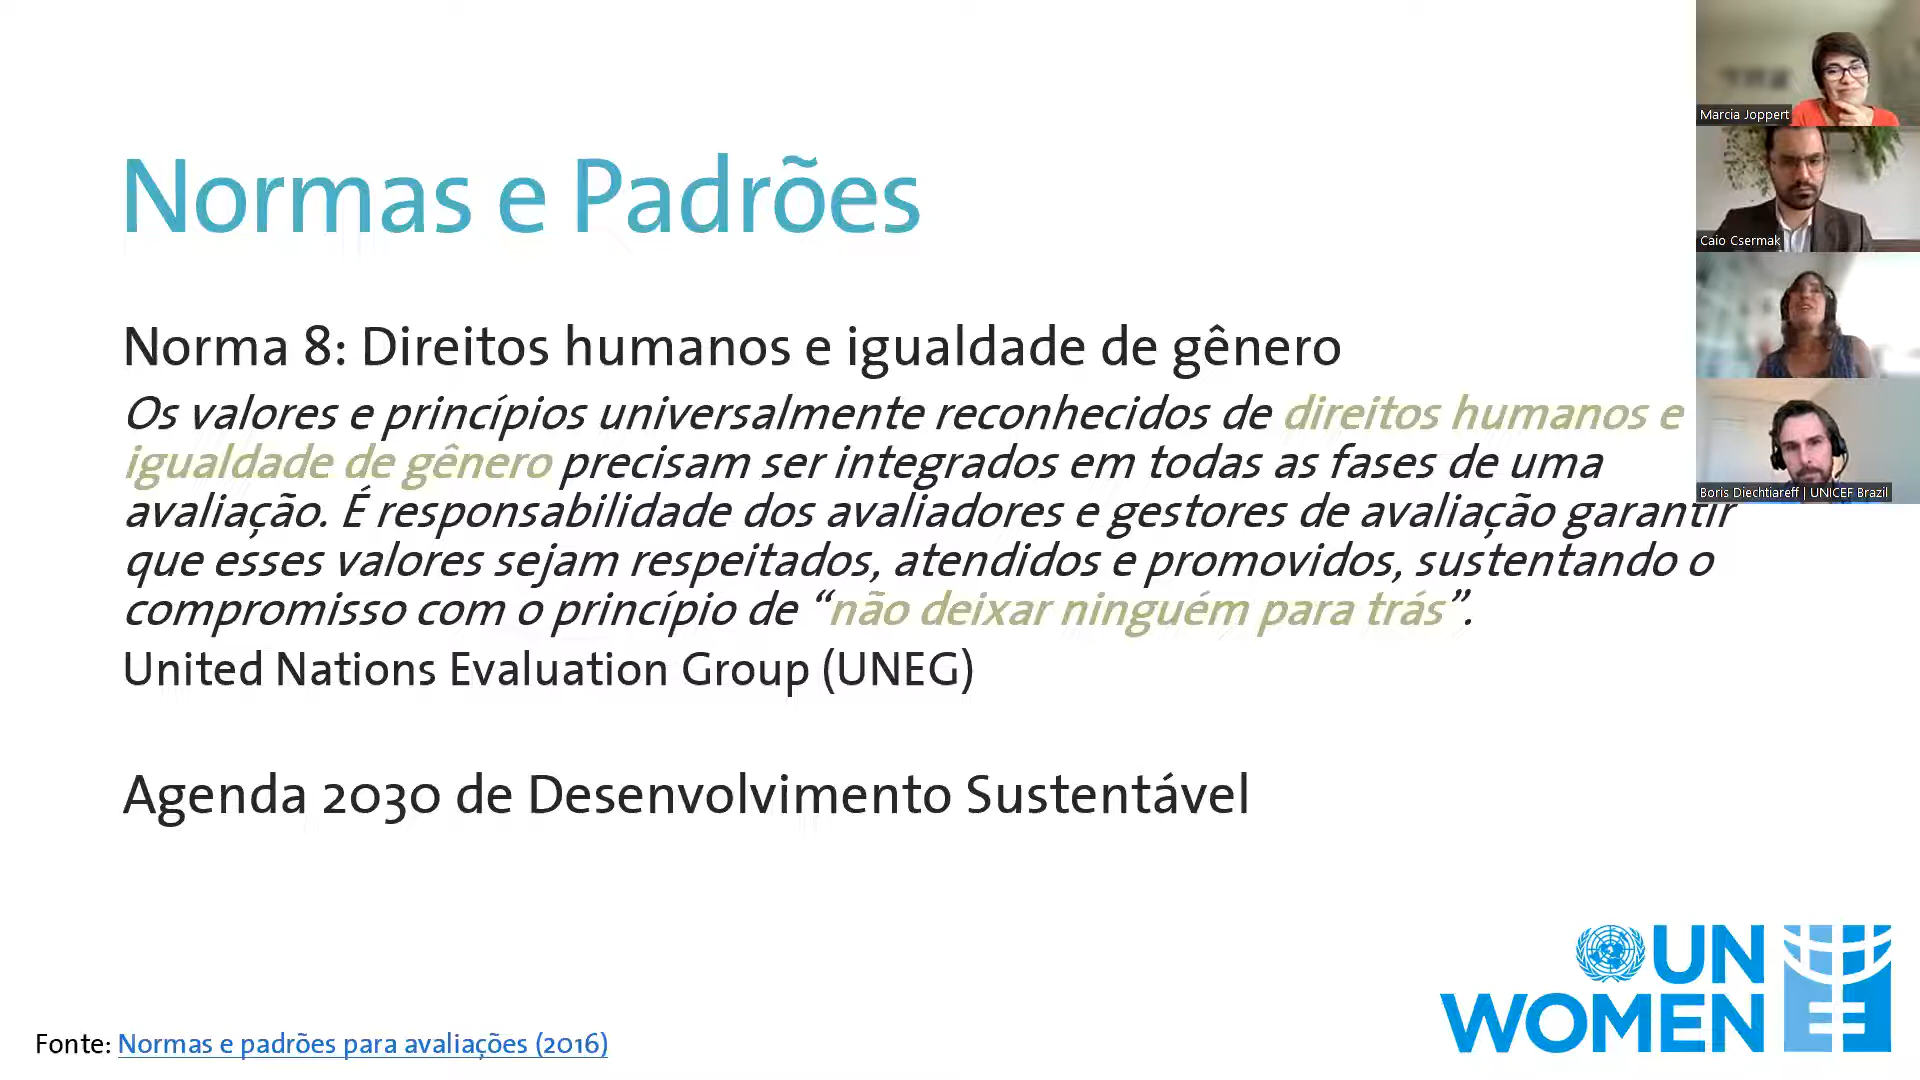 Normas e Padrões
Norma 8: Direitos humanos e igualdade de gênero
Os valores e princípios universalmente reconhecidos de direitos humanos e
igualdade de gênero precisam ser integrados em todas as fases de uma
avaliação. É responsabilidade dos avaliadores e gestores de avaliação garantir
que esses valores sejam respeitados, atendidos e promovidos, sustentando o
compromisso com o princípio de “não deixar ninguém para trás”.
United Nations Evaluation Group (UNEG)
Agenda 2030 de Desenvolvimento Sustentável
Fonte: Normas e padrões para avaliações (2016)
UN
WOMEN
Marcia Joppert
Caio Csermak
Boris Diechtiareff | UNICEF Brazil